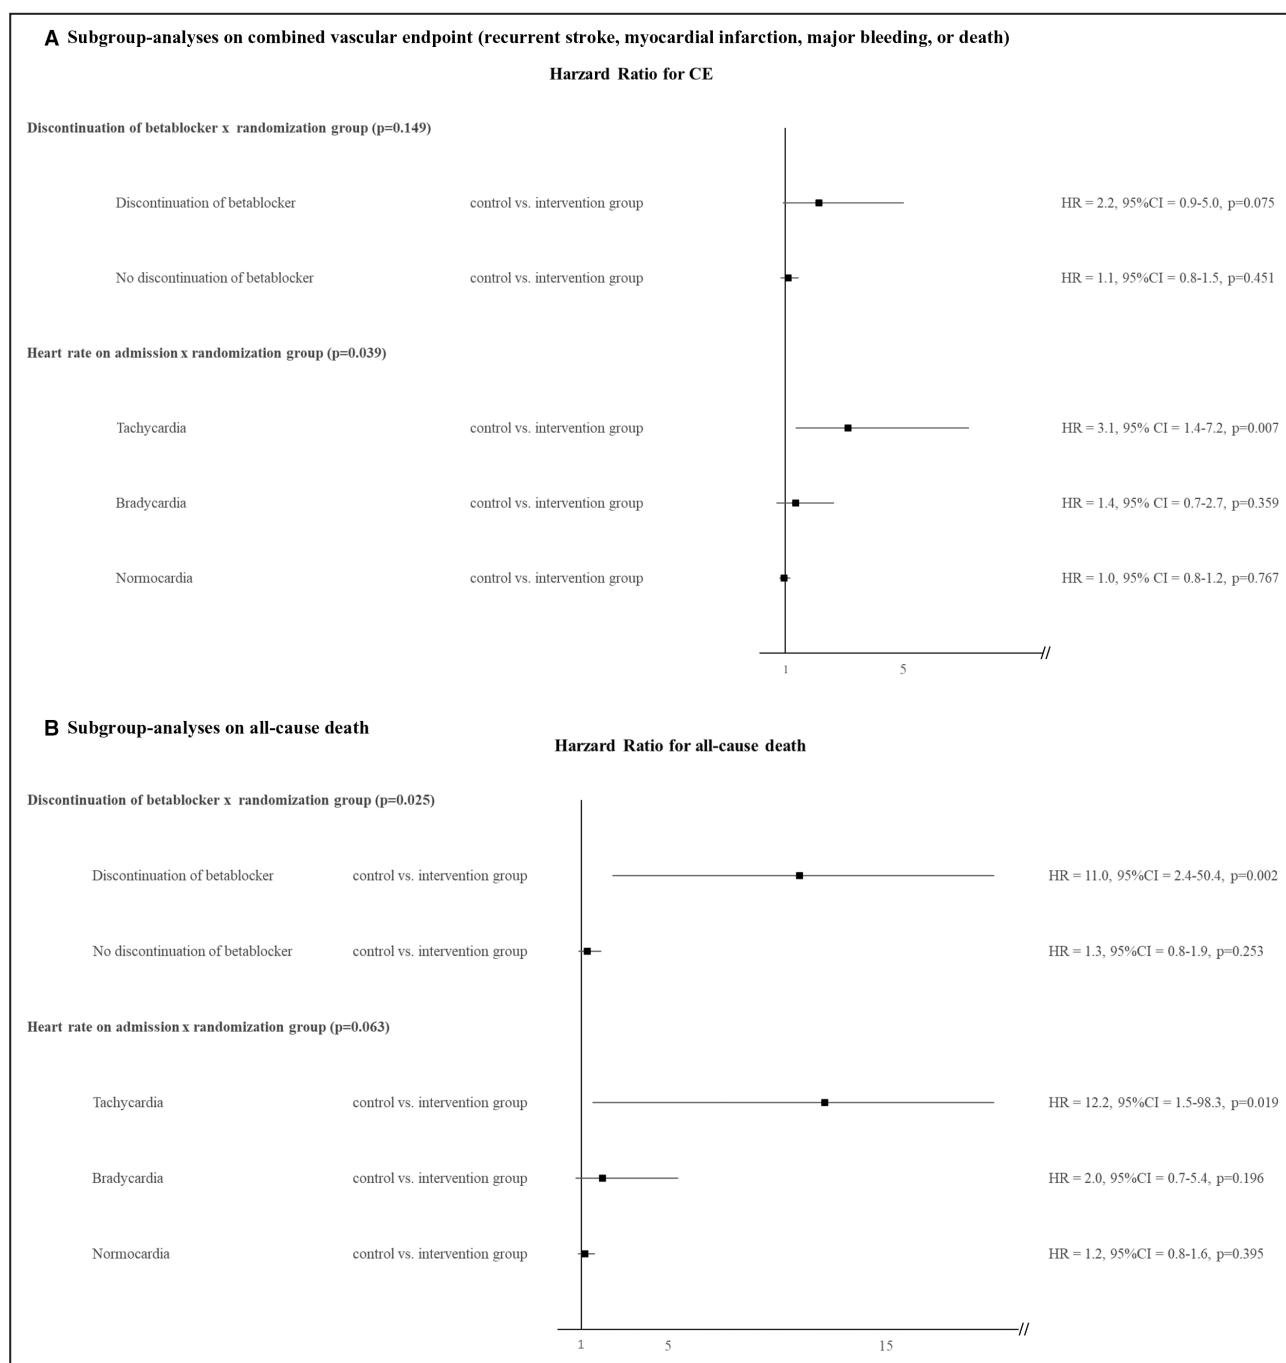 A Subgroup-analyses on combined vascular endpoint (recurrent stroke, myocardial infarction, major bleeding, or death)
Harzard Ratio for CE
Discontinuation of betablocker x randomization group (p=0.149)
Discontinuation of betablocker control vs. intervention group HR = 2.2, 95%CI = 0.9-5.0, p=0.075
No discontinuation of betablocker control vs. intervention group HR = 1.1, 95%CI = 0.8-1.5, p=0.451
Heart rate on admission x randomization group (p=0.039)
Tachycardia control vs. intervention group HR = 3.1, 95% CI = 1.4-7.2, p=0.007
Bradycardia control vs. intervention group HR = 1.4, 95% CI = 0.7-2.7, p=0.359
Normocardia control vs. intervention group HR = 1.0, 95% CI = 0.8-1.2, p=0.767
//
1 5
B Subgroup-analyses on all-cause death
Harzard Ratio for all-cause death
Discontinuation of betablocker x randomization group (p=0.025)
Discontinuation of betablocker control vs. intervention group HR = 11.0, 95%CI = 2.4-50.4, p=0.002
No discontinuation of betablocker control vs. intervention group HR = 1.3, 95%CI = 0.8-1.9, p=0.253
Heart rate on admission x randomization group (p=0.063)
Tachycardia control vs. intervention group HR = 12.2, 95%CI = 1.5-98.3, p=0.019
Bradycardia control vs. intervention group HR = 2.0, 95%CI = 0.7-5.4, p=0.196
Normocardia control vs. intervention group HR = 1.2, 95%CI = 0.8-1.6, p=0.395
//
1 5 15